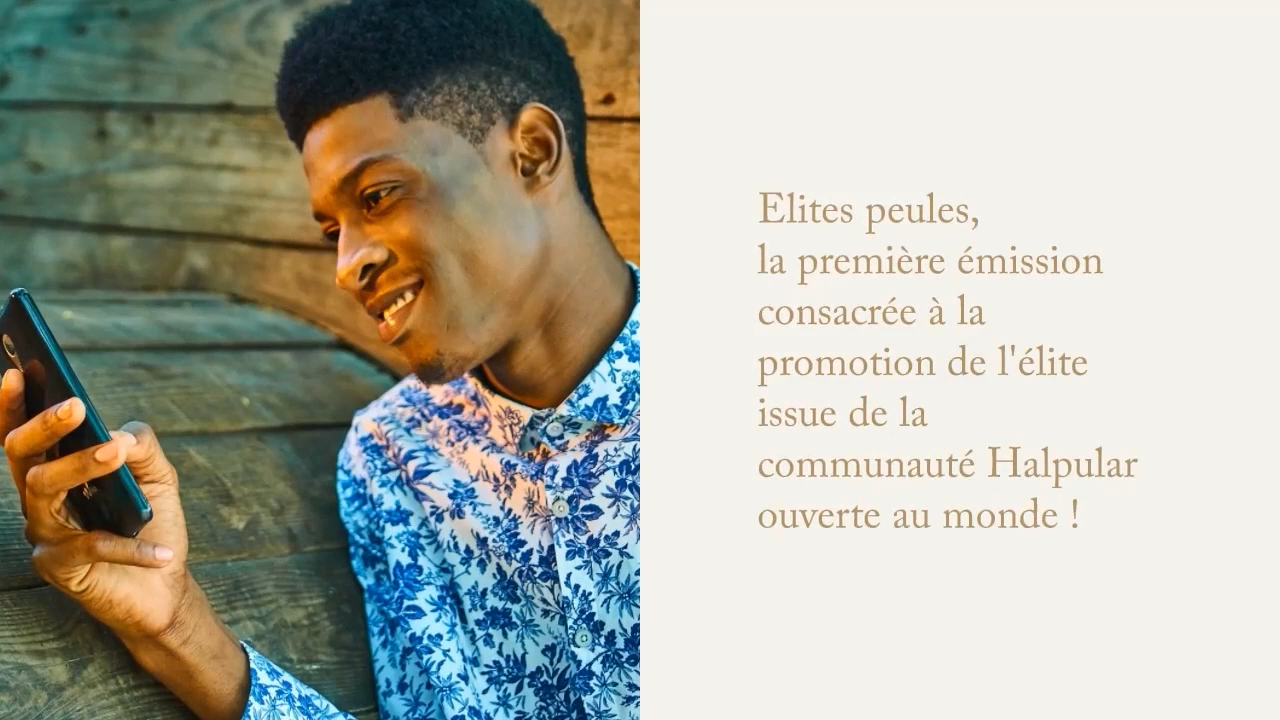 Elites peules,
la première émission
consacrée à la
promotion de l'élite
issue de la
communauté Halpular
ouverte au monde !